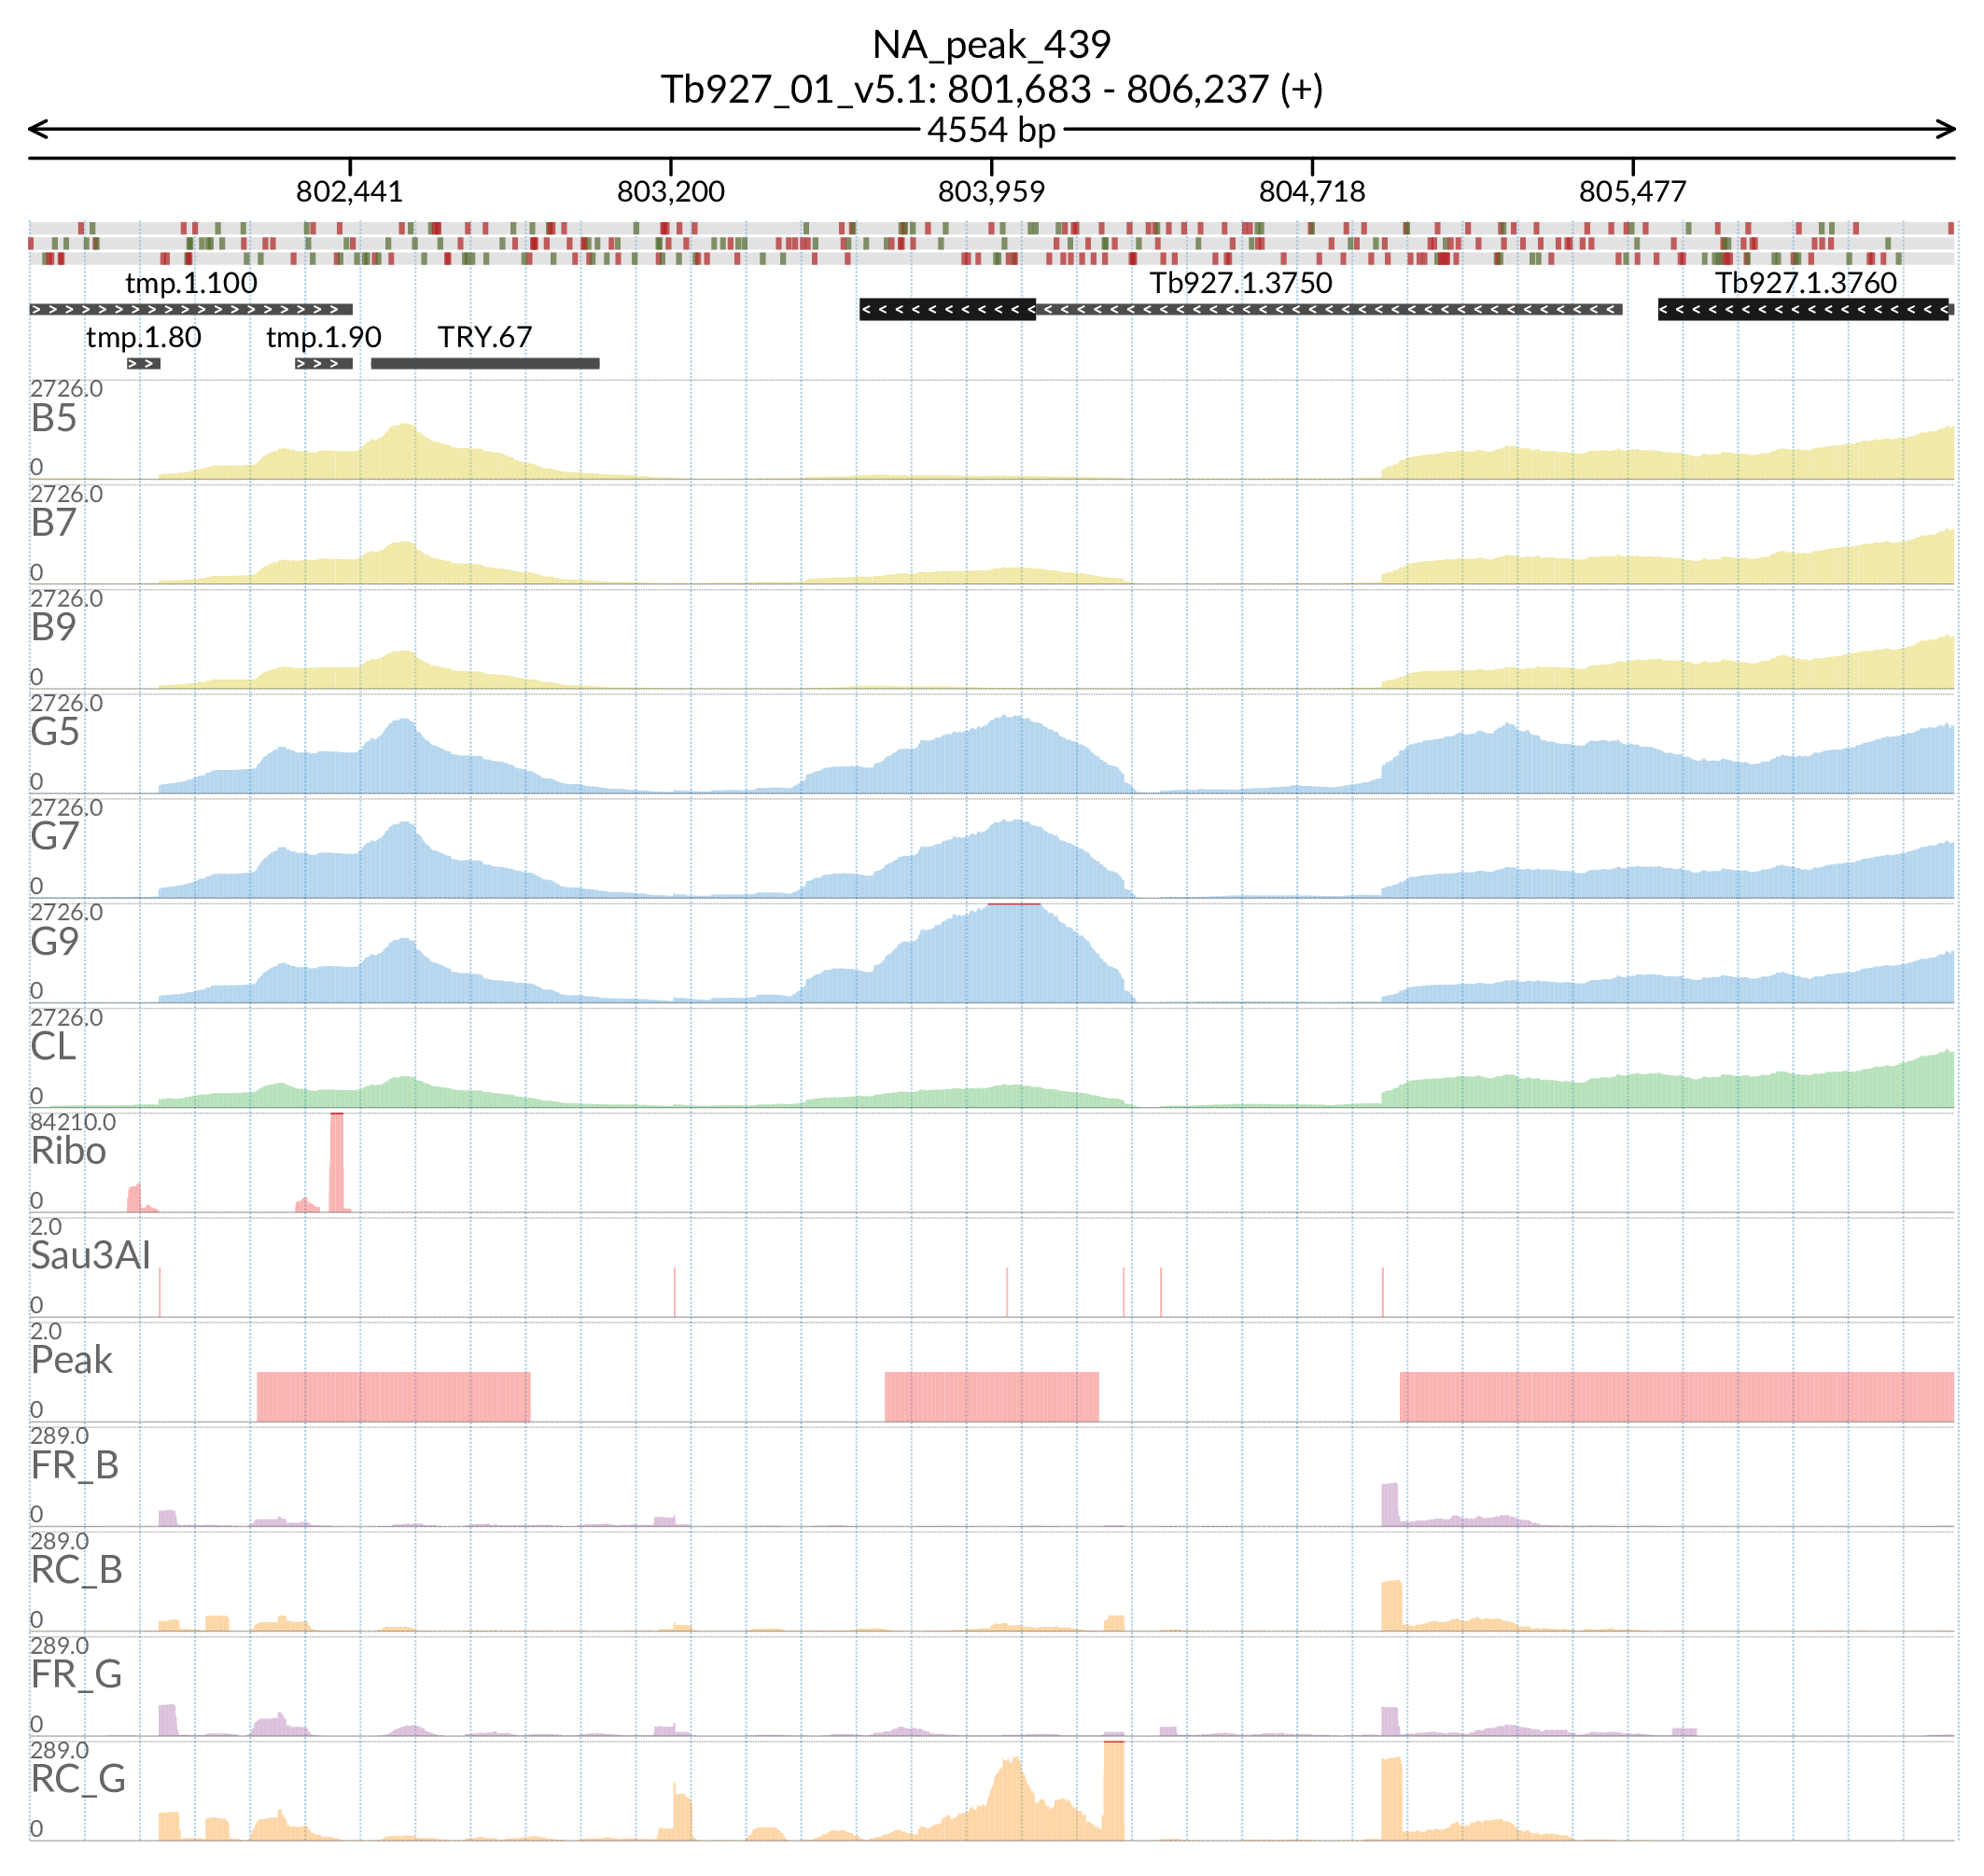 NA_peak_439
Tb927_01_v5.1: 801,683 - 806,237 (+)
4554 bp
802,441 803,200 803,959 804,718 805,477
tmp.1.100 Tb927.1.3750 Tb927.1.3760
tmp.1.80 tmp.1.90 TRY.67
2726.0
B5
0
2726.0
B7
0
2726.0
B9
0
2726.0
G5
0
2726.0
G7
0
2726.0
G9
0
2726.0
CL
0
84210.0
Ribo
0
2.0
Sau3AI
0
2.0
Peak
0
289.0
FR_B
0
289.0
RC_B
0
289.0
FR_G
0
289.0
RC_G
0